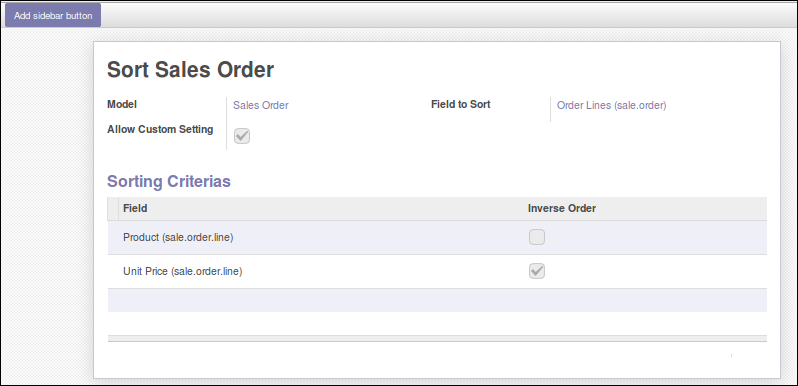 Add sidebar button
Sort Sales Order
Model Sales Order Field to Sort Order Lines (sale.order)
Allow Custom Setting
Sorting Criterias
Field Inverse Order
Product (sale.order.line)
Unit Price (sale.order.line)